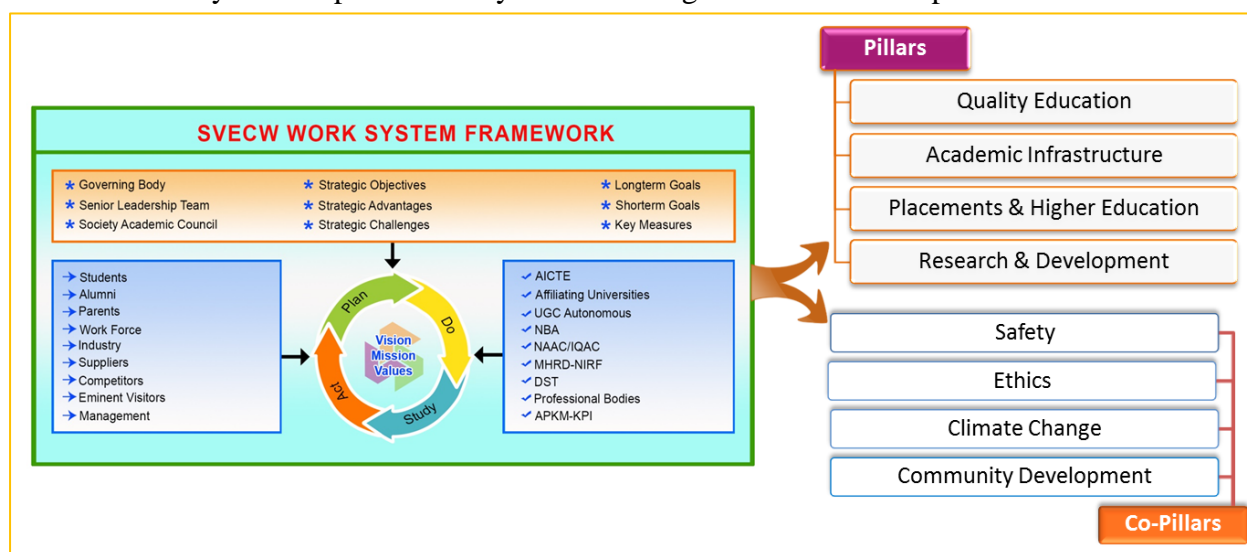 SVECW WORK SYSTEM FRAMEWORK
Governing Body
Senior Leadership Team
Society Academic Council
Strategic Objectives
Strategic Advantages
Strategic Challenges
Longterm Goals
Shorterm Goals
Key Measures
Students
Alumni
Parents
Work Force
Industry
Suppliers
Competitors
Eminent Visitors
Management
Plan
Do
Study
Act
Vision
Mission
Values
AICTE
Affiliating Universities
UGC Autonomous
NBA
NAAC/IQAC
MHRD-NIRF
DST
Professional Bodies
APKM-KPI
Pillars
Quality Education
Academic Infrastructure
Placements & Higher Education
Research & Development
Safety
Ethics
Climate Change
Community Development
Co-Pillars